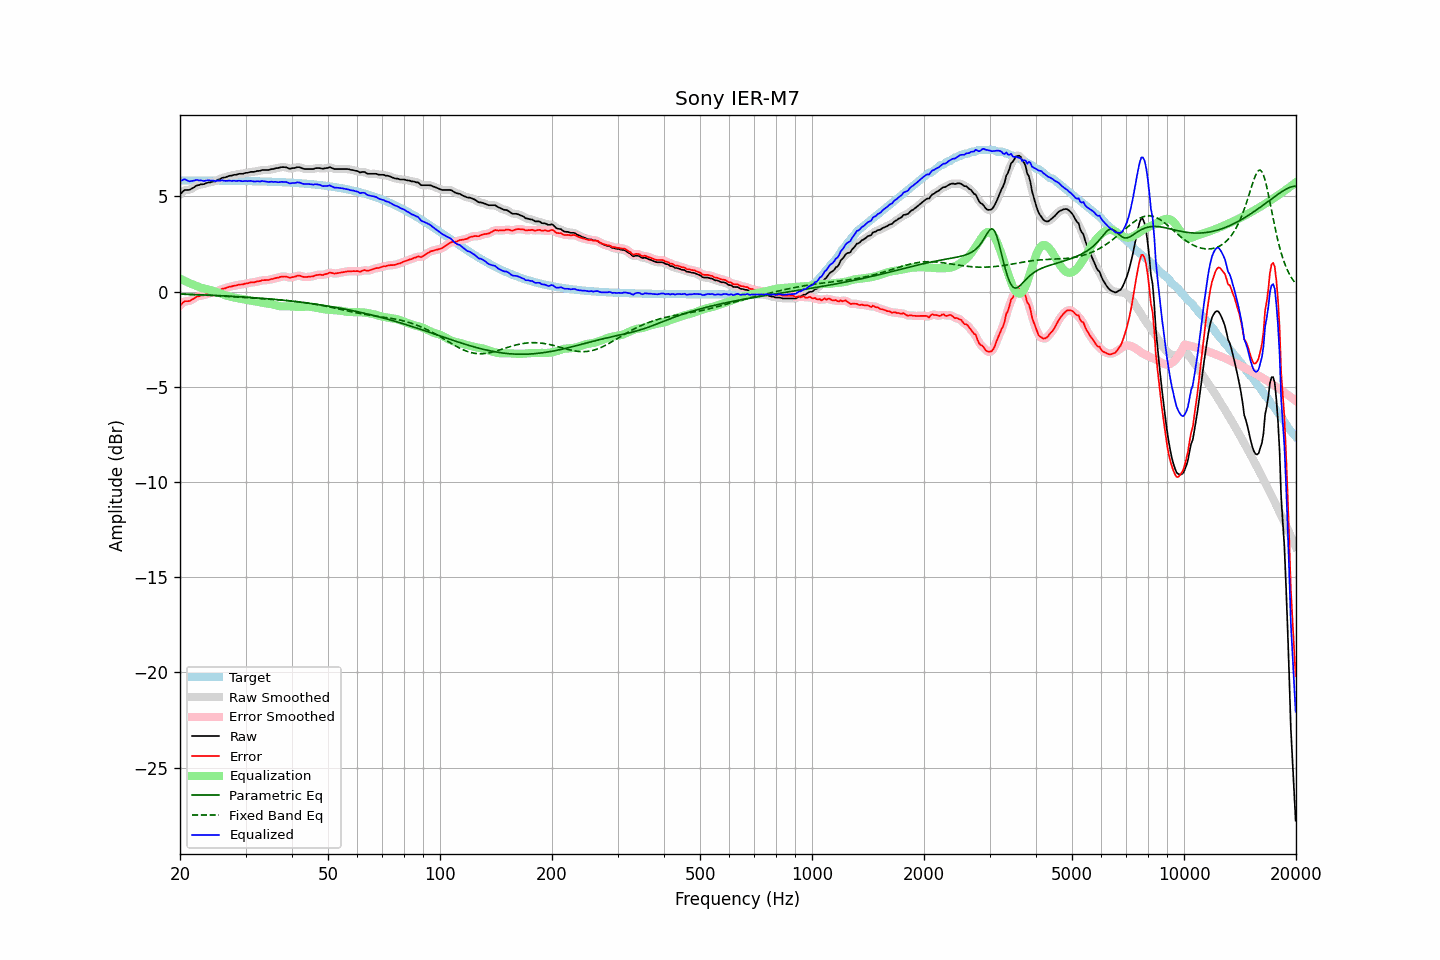 Sony IER-M7
Amplitude (dBr)
5
0
−5
−10
−15
−20
−25
Target
Raw Smoothed
Error Smoothed
Raw
Error
Equalization
Parametric Eq
Fixed Band Eq
Equalized
20 50 100 200 500 1000 2000 5000 10000 20000
Frequency (Hz)